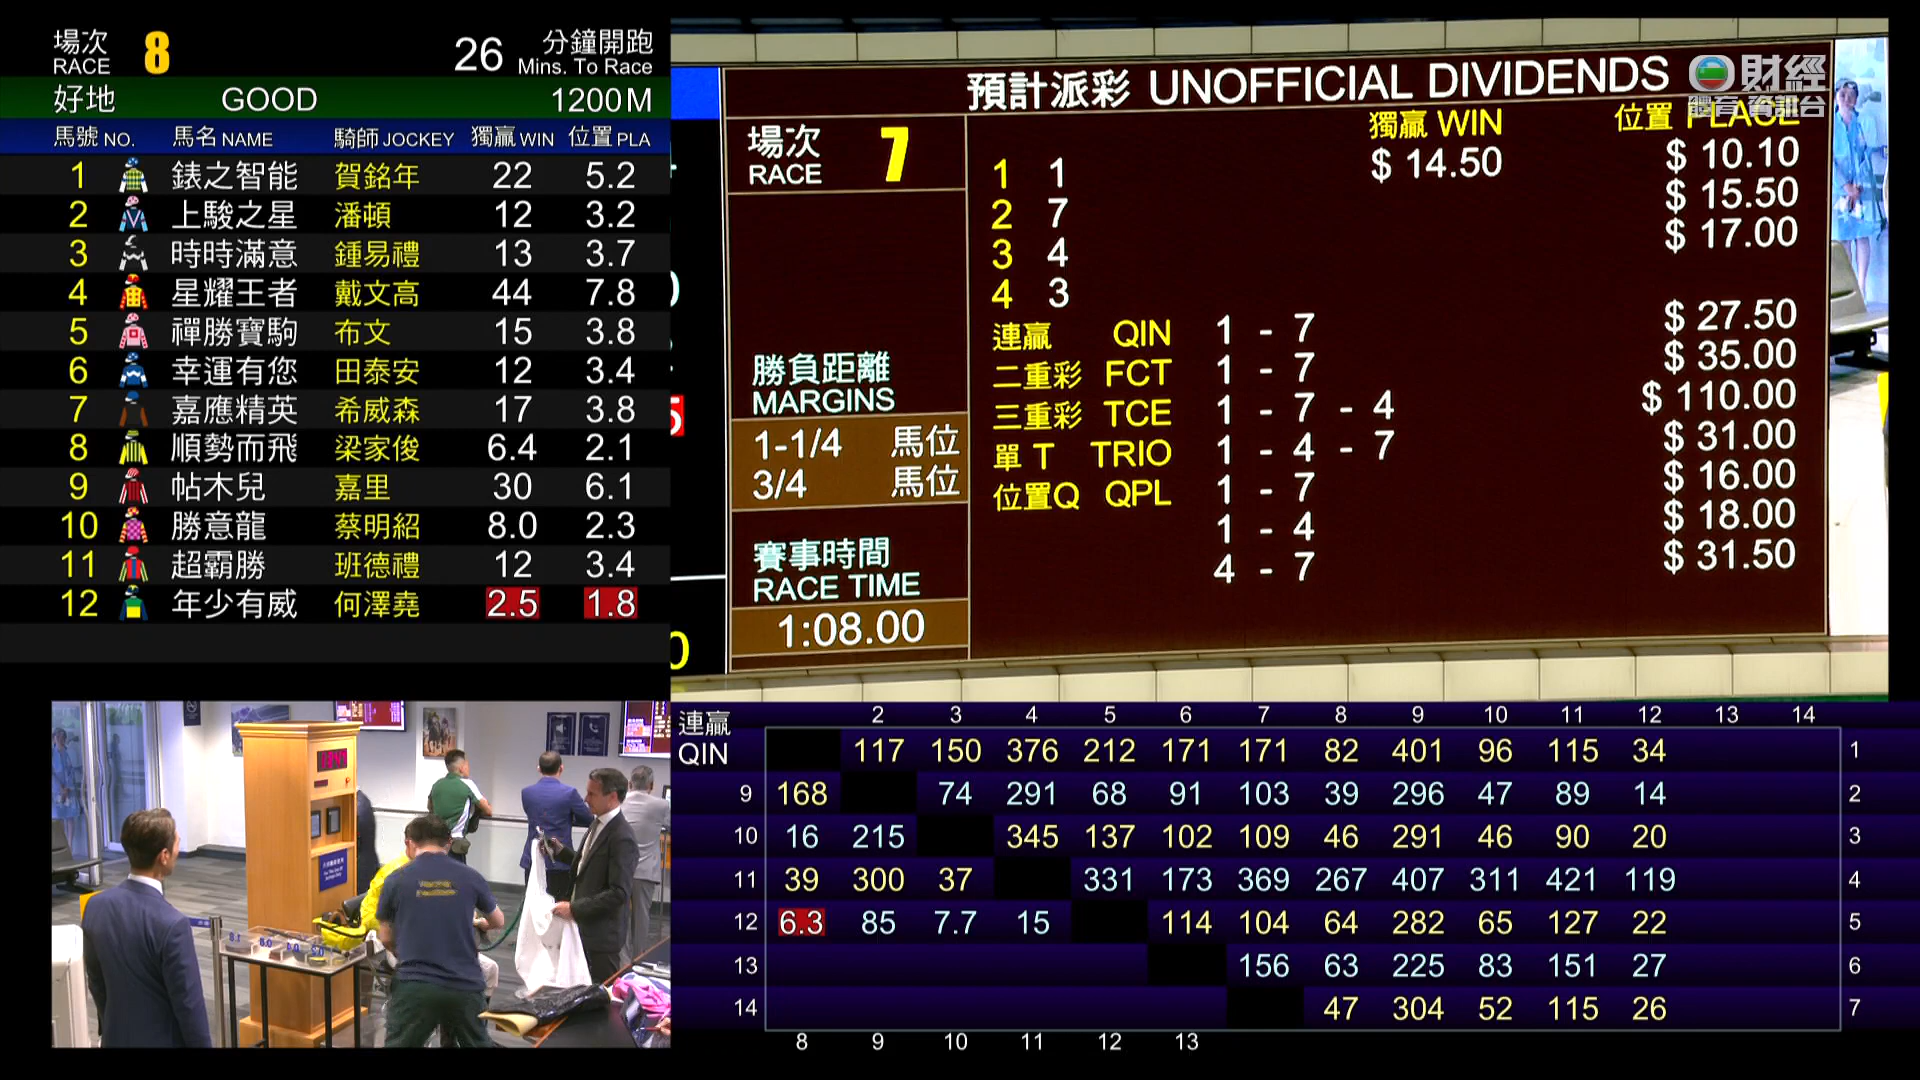 場次 RACE 8 26 分鐘開跑 Mins. To Race
好地 GOOD 1200M
馬號 NO. 馬名 NAME 騎師 JOCKEY 獨贏 WIN 位置 PLA
1 錶之智能 賀銘年 22 5.2
2 上駿之星 潘頓 12 3.2
3 時時滿意 鍾易禮 13 3.7
4 星耀王者 戴文高 44 7.8
5 禪勝寶駒 布文 15 3.8
6 幸運有您 田泰安 12 3.4
7 嘉應精英 希威森 17 3.8
8 順勢而飛 梁家俊 6.4 2.1
9 帖木兒 嘉里 30 6.1
10 勝意龍 蔡明紹 8.0 2.3
11 超霸勝 班德禮 12 3.4
12 年少有威 何澤堯 2.5 1.8
預計派彩 UNOFFICIAL DIVIDENDS
財經
體育 資訊台
場次 RACE 7
獨贏 WIN 位置 PLACE
1 1 $ 14.50 $ 10.10
2 7 $ 15.50
3 4 $ 17.00
4 3
連贏 QIN 1 - 7 $ 27.50
二重彩 FCT 1 - 7 $ 35.00
三重彩 TCE 1 - 7 - 4 $ 110.00
單 T TRIO 1 - 4 - 7 $ 31.00
位置Q QPL 1 - 7 $ 16.00
1 - 4 $ 18.00
4 - 7 $ 31.50
勝負距離
MARGINS
1-1/4 馬位
3/4 馬位
賽事時間
RACE TIME
1:08.00
連贏 QIN
2 3 4 5 6 7 8 9 10 11 12 13 14
117 150 376 212 171 171 82 401 96 115 34 1
9 168 74 291 68 91 103 39 296 47 89 14 2
10 16 215 345 137 102 109 46 291 46 90 20 3
11 39 300 37 331 173 369 267 407 311 421 119 4
12 6.3 85 7.7 15 114 104 64 282 65 127 22 5
13 156 63 225 83 151 27 6
14 47 304 52 115 26 7
8 9 10 11 12 13